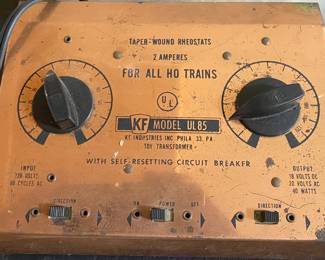 TAPER-WOUND RHEOSTATS
2 AMPERES
FOR ALL HO TRAINS
UL
KF MODEL UL85
KF INDUSTRIES INC PHILA 33, PA
TOY TRANSFORMER
WITH SELF-RESETTING CIRCUIT BREAKER
INPUT
120 VOLTS
60 CYCLES AC
OUTPUT
18 VOLTS DC
20 VOLTS AC
40 WATTS
DIRECTION
ON POWER OFF
DIRECTION